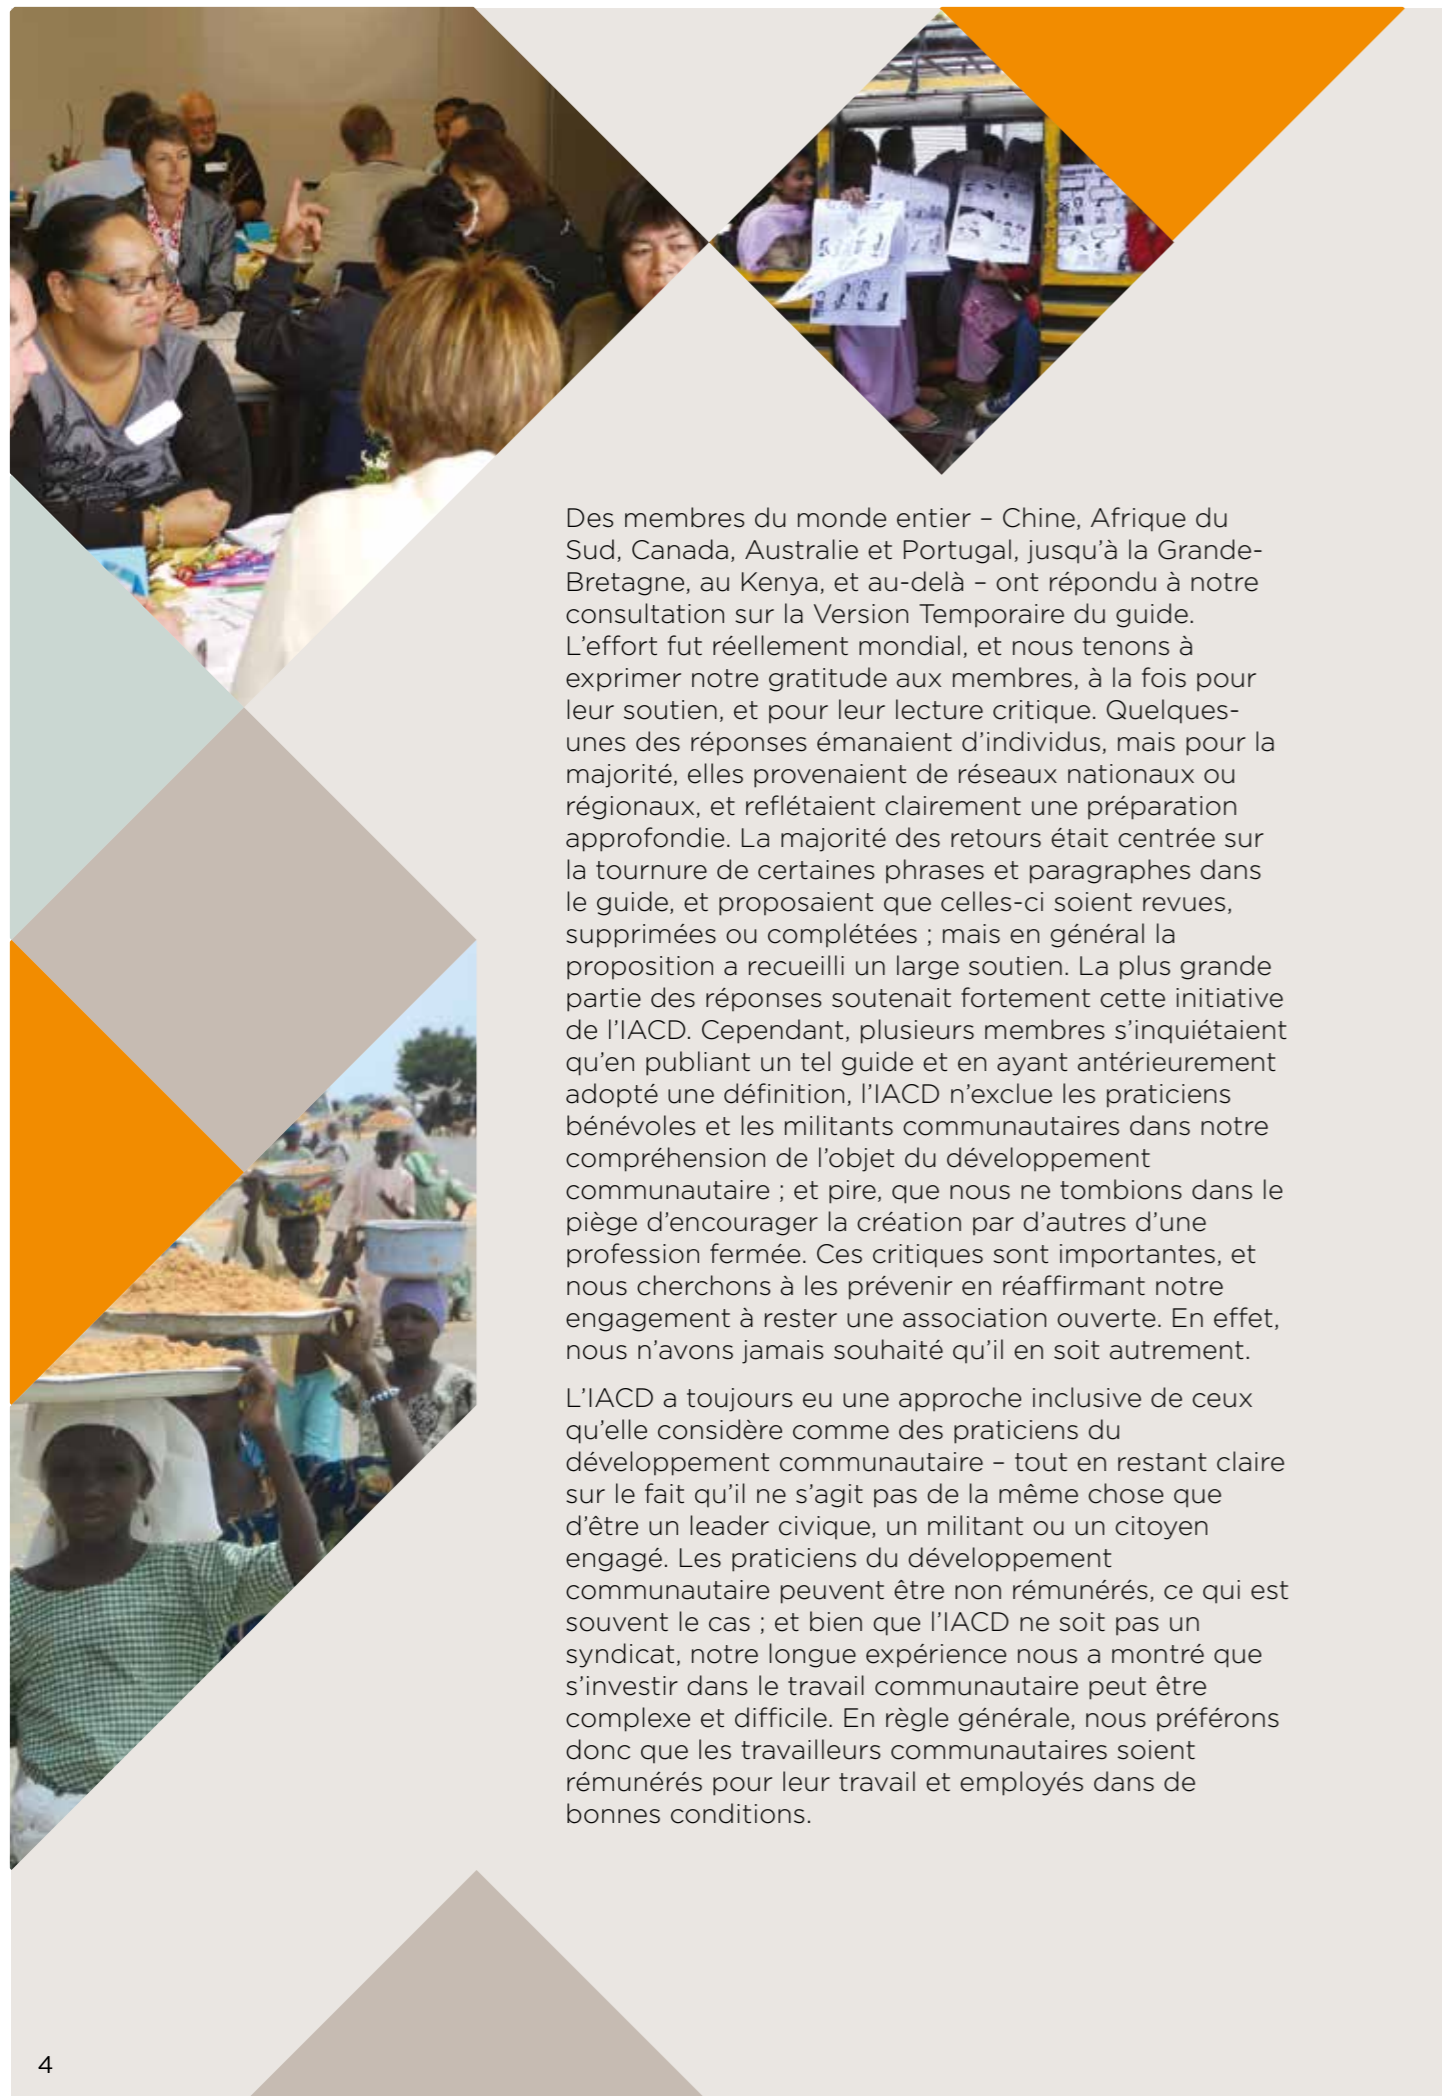 Des membres du monde entier – Chine, Afrique du
Sud, Canada, Australie et Portugal, jusqu’à la Grande-
Bretagne, au Kenya, et au-delà – ont répondu à notre
consultation sur la Version Temporaire du guide.
L’effort fut réellement mondial, et nous tenons à
exprimer notre gratitude aux membres, à la fois pour
leur soutien, et pour leur lecture critique. Quelques-
unes des réponses émanaient d’individus, mais pour la
majorité, elles provenaient de réseaux nationaux ou
régionaux, et reflétaient clairement une préparation
approfondie. La majorité des retours était centrée sur
la tournure de certaines phrases et paragraphes dans
le guide, et proposaient que celles-ci soient revues,
supprimées ou complétées ; mais en général la
proposition a recueilli un large soutien. La plus grande
partie des réponses soutenait fortement cette initiative
de l’IACD. Cependant, plusieurs membres s’inquiétaient
qu’en publiant un tel guide et en ayant antérieurement
adopté une définition, l’IACD n’exclue les praticiens
bénévoles et les militants communautaires dans notre
compréhension de l’objet du développement
communautaire ; et pire, que nous ne tombions dans le
piège d’encourager la création par d’autres d’une
profession fermée. Ces critiques sont importantes, et
nous cherchons à les prévenir en réaffirmant notre
engagement à rester une association ouverte. En effet,
nous n’avons jamais souhaité qu’il en soit autrement.
L’IACD a toujours eu une approche inclusive de ceux
qu’elle considère comme des praticiens du
développement communautaire – tout en restant claire
sur le fait qu’il ne s’agit pas de la même chose que
d’être un leader civique, un militant ou un citoyen
engagé. Les praticiens du développement
communautaire peuvent être non rémunérés, ce qui est
souvent le cas ; et bien que l’IACD ne soit pas un
syndicat, notre longue expérience nous a montré que
s’investir dans le travail communautaire peut être
complexe et difficile. En règle générale, nous préférons
donc que les travailleurs communautaires soient
rémunérés pour leur travail et employés dans de
bonnes conditions.
4